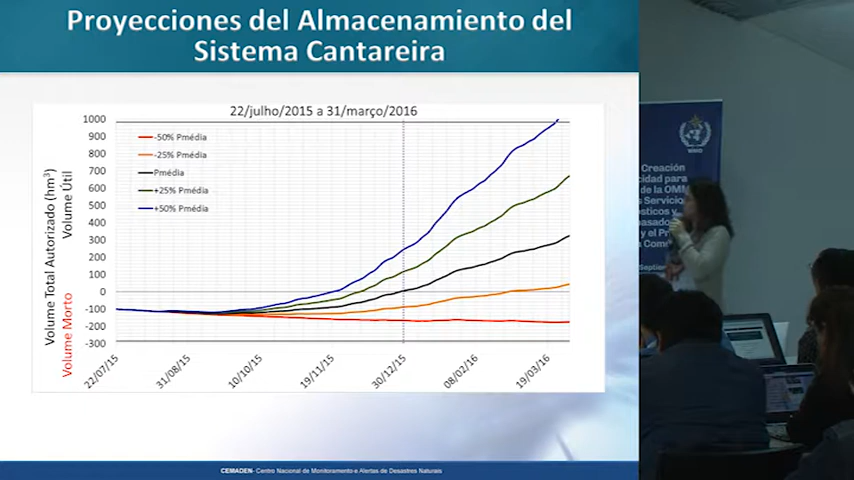 Proyecciones del Almacenamiento del
Sistema Cantareira
22/julho/2015 a 31/março/2016
Volume Total Autorizado (hm³)
Volume Morto Volume Útil
1000
900
800
700
600
500
400
300
200
100
0
-100
-200
-300
-50% Pmédia
-25% Pmédia
Pmédia
+25% Pmédia
+50% Pmédia
22/07/15
31/08/15
10/10/15
19/11/15
30/12/15
08/02/16
19/03/16
CEMADEN- Centro Nacional de Monitoramento e Alertas de Desastres Naturais
WMO
Creación
cidad para
de la OMM
s Servicio
ósticos y
y el Pr
Septie